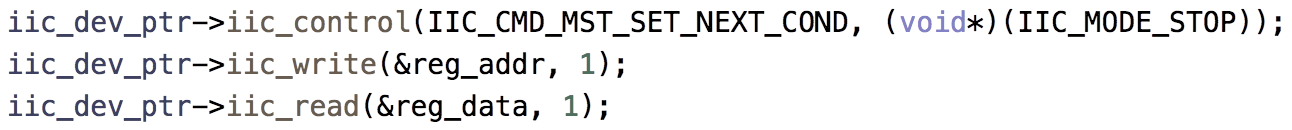 iic_dev_ptr->iic_control(IIC_CMD_MST_SET_NEXT_COND, (void*)(IIC_MODE_STOP));
iic_dev_ptr->iic_write(&reg_addr, 1);
iic_dev_ptr->iic_read(&reg_data, 1);